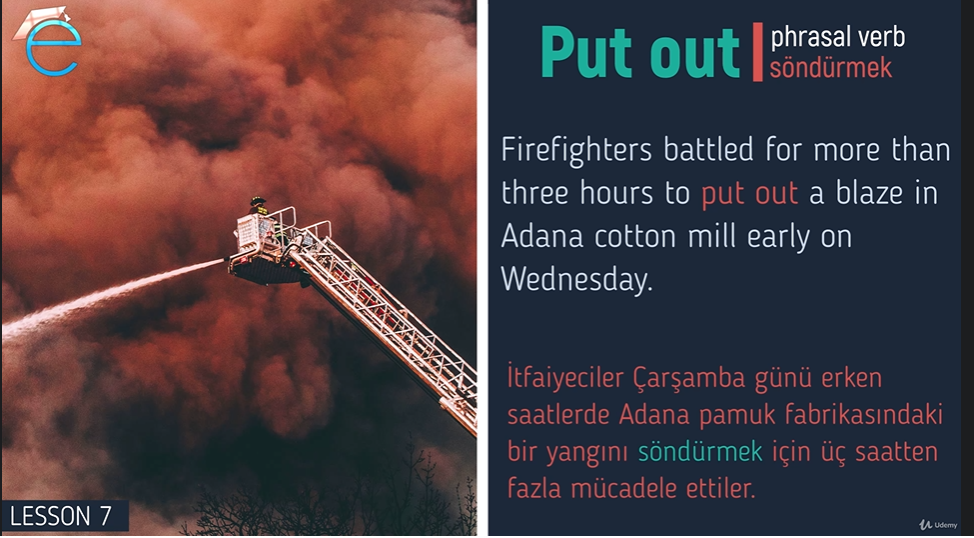 Put out
phrasal verb
söndürmek
Firefighters battled for more than
three hours to put out a blaze in
Adana cotton mill early on
Wednesday.
İtfaiyeciler Çarşamba günü erken
saatlerde Adana pamuk fabrikasındaki
bir yangını söndürmek için üç saatten
fazla mücadele ettiler.
LESSON 7
Udemy